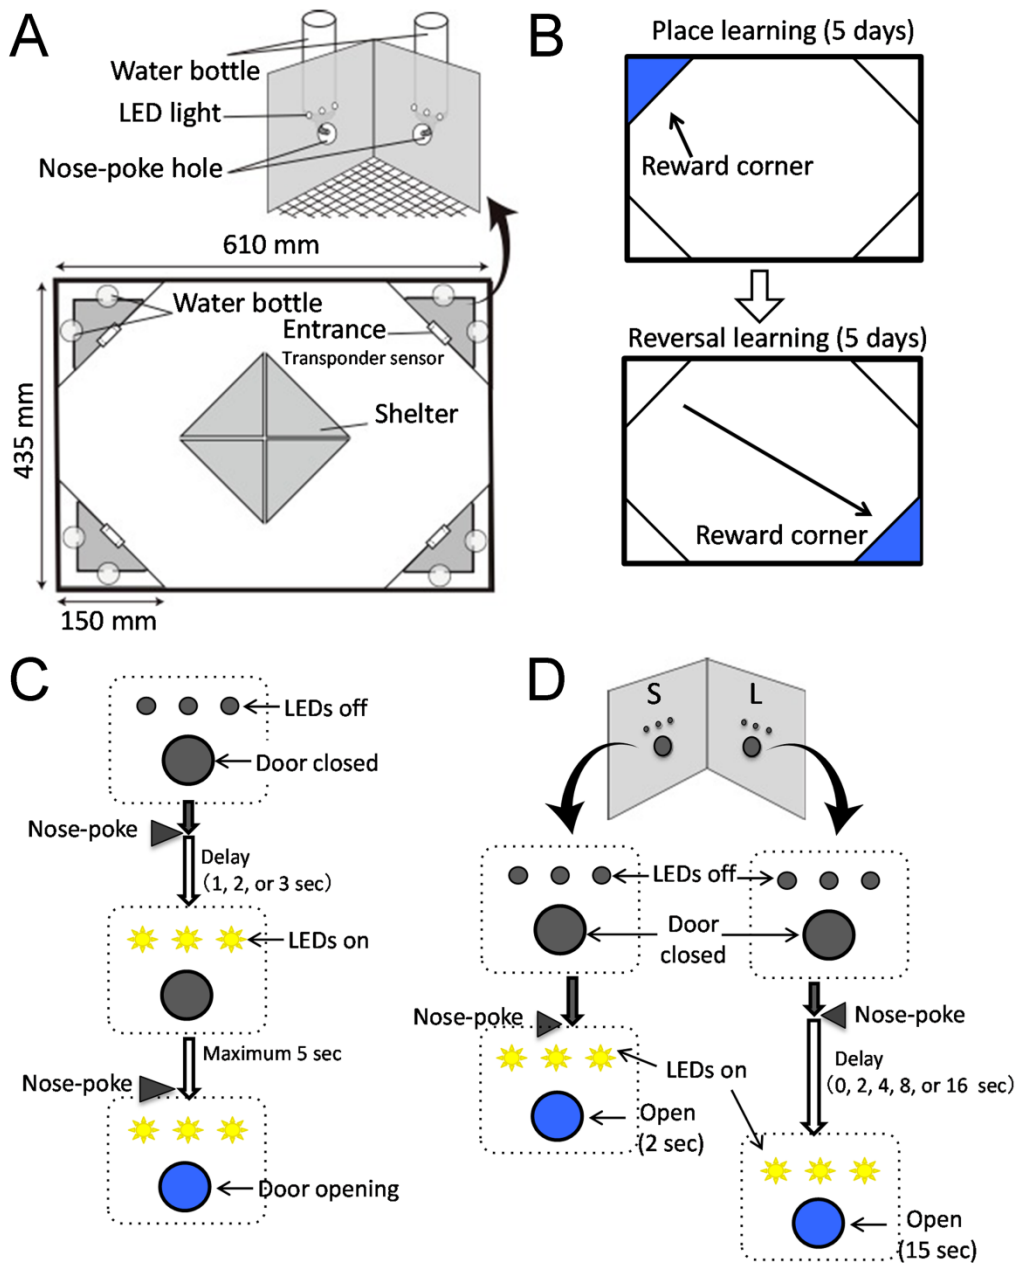 A
Water bottle
LED light
Nose-poke hole
610 mm
Water bottle
Entrance
Transponder sensor
Shelter
435 mm
150 mm
B
Place learning (5 days)
Reward corner
Reversal learning (5 days)
Reward corner
C
LEDs off
Door closed
Nose-poke
Delay
(1, 2, or 3 sec)
LEDs on
Maximum 5 sec
Nose-poke
Door opening
D
S
L
LEDs off
Door
closed
Nose-poke
Nose-poke
LEDs on
Delay
(0, 2, 4, 8, or 16 sec)
Open
(2 sec)
Open
(15 sec)